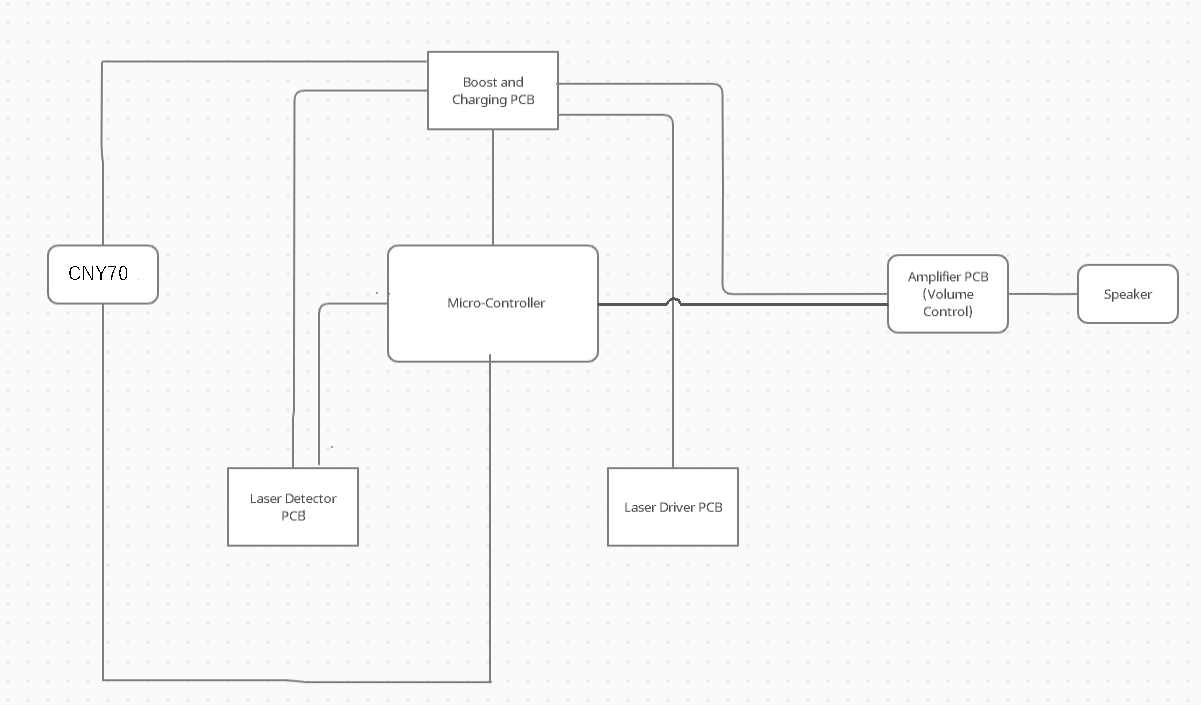 Boost and
Charging PCB
CNY70
Micro-Controller
Amplifier PCB
(Volume
Control)
Speaker
Laser Detector
PCB
Laser Driver PCB